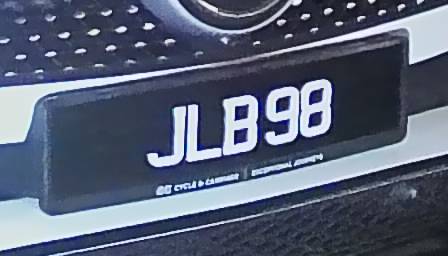 JLB98
CYCLE & CARRIAGE | EXCEPTIONAL JOURNEYS